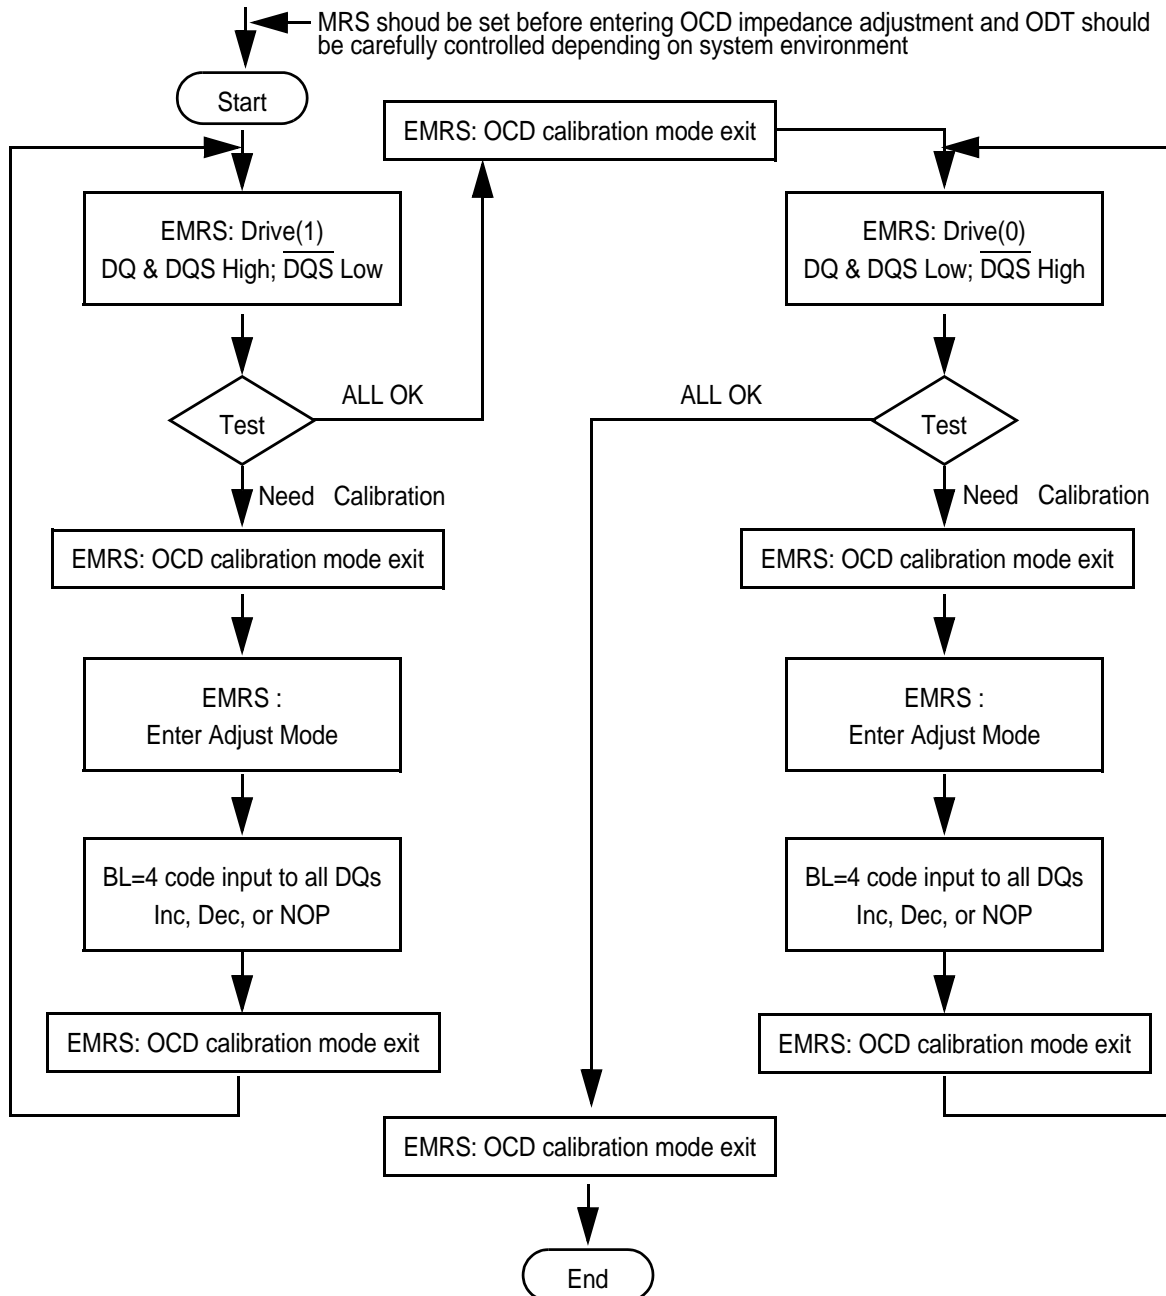 MRS shoud be set before entering OCD impedance adjustment and ODT should
be carefully controlled depending on system environment
Start
EMRS: OCD calibration mode exit
EMRS: Drive(1)
DQ & DQS High; D̅Q̅S̅ Low
Test
ALL OK
Need Calibration
EMRS: OCD calibration mode exit
EMRS :
Enter Adjust Mode
BL=4 code input to all DQs
Inc, Dec, or NOP
EMRS: OCD calibration mode exit
EMRS: Drive(0)
DQ & DQS Low; D̅Q̅S̅ High
Test
ALL OK
Need Calibration
EMRS: OCD calibration mode exit
EMRS :
Enter Adjust Mode
BL=4 code input to all DQs
Inc, Dec, or NOP
EMRS: OCD calibration mode exit
EMRS: OCD calibration mode exit
End